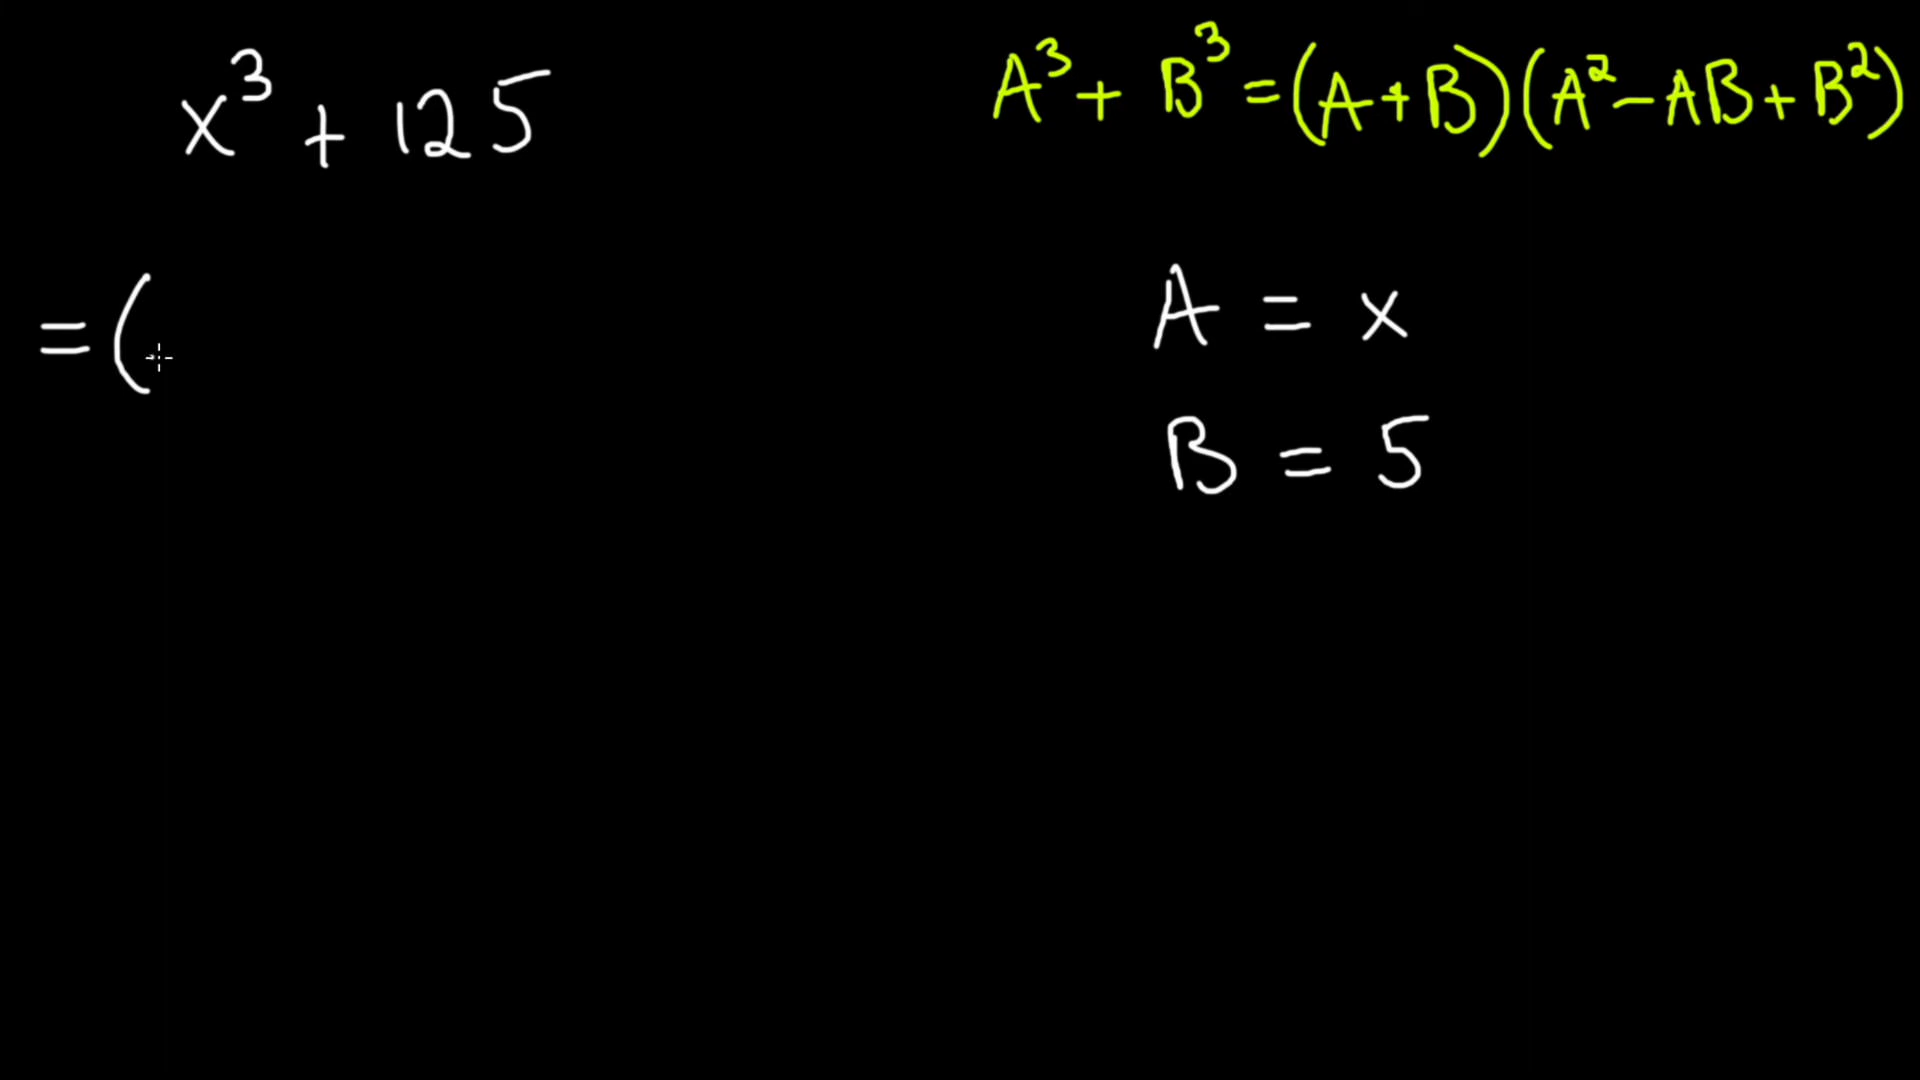 x³ + 125
A³ + B³ = (A + B)(A² − AB + B²)
= (
A = x
B = 5